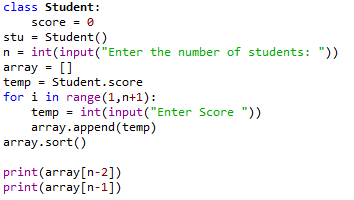 class Student:
    score = 0
stu = Student()
n = int(input("Enter the number of students: "))
array = []
temp = Student.score
for i in range(1,n+1):
    temp = int(input("Enter Score "))
    array.append(temp)
array.sort()

print(array[n-2])
print(array[n-1])